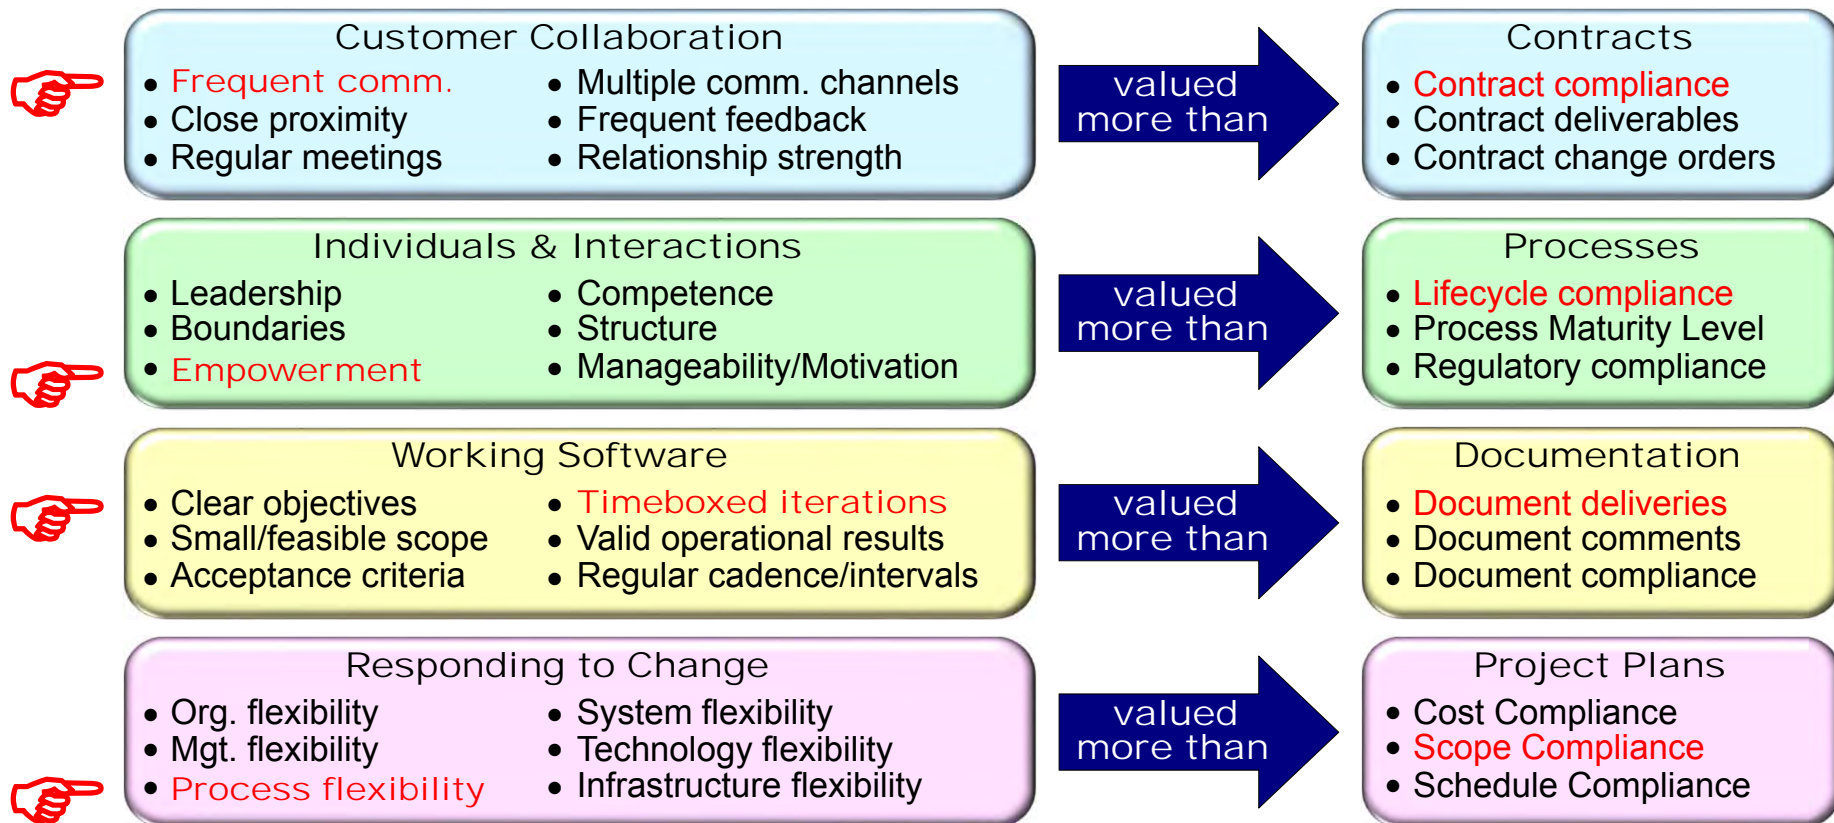 Customer Collaboration
• Frequent comm.
• Close proximity
• Regular meetings
• Multiple comm. channels
• Frequent feedback
• Relationship strength
valued
more than
Contracts
• Contract compliance
• Contract deliverables
• Contract change orders
Individuals & Interactions
• Leadership
• Boundaries
• Empowerment
• Competence
• Structure
• Manageability/Motivation
valued
more than
Processes
• Lifecycle compliance
• Process Maturity Level
• Regulatory compliance
Working Software
• Clear objectives
• Small/feasible scope
• Acceptance criteria
• Timeboxed iterations
• Valid operational results
• Regular cadence/intervals
valued
more than
Documentation
• Document deliveries
• Document comments
• Document compliance
Responding to Change
• Org. flexibility
• Mgt. flexibility
• Process flexibility
• System flexibility
• Technology flexibility
• Infrastructure flexibility
valued
more than
Project Plans
• Cost Compliance
• Scope Compliance
• Schedule Compliance